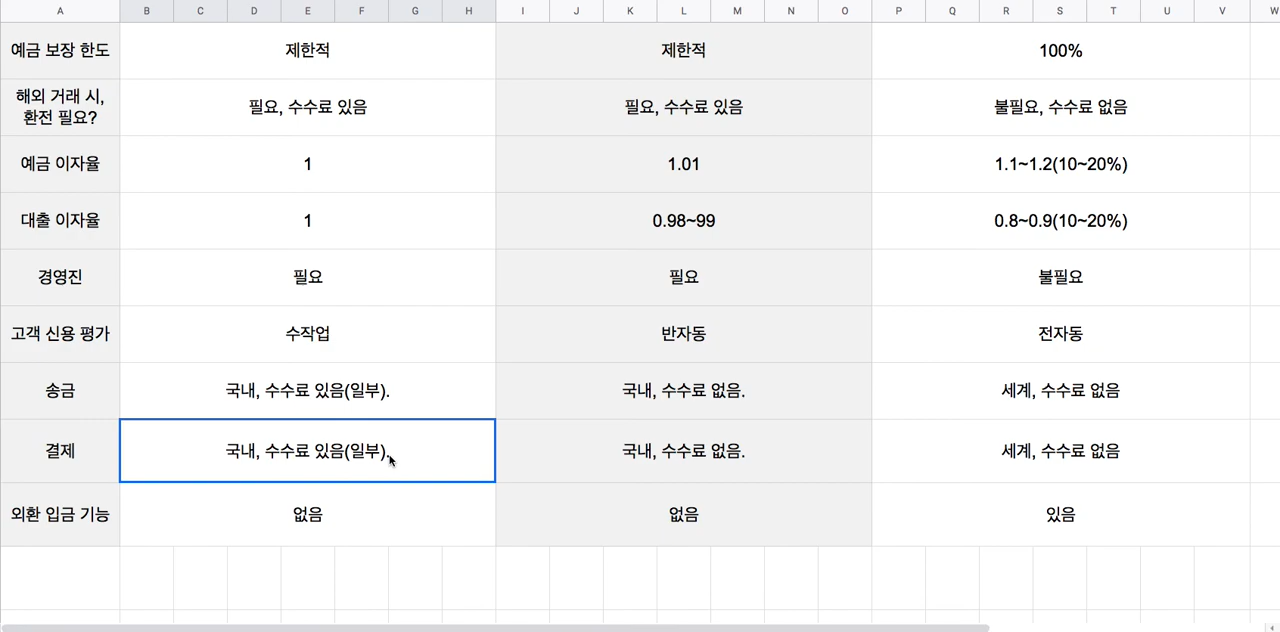 A B C D E F G H I J K L M N O P Q R S T U V W
예금 보장 한도 제한적 제한적 100%
해외 거래 시,
환전 필요? 필요, 수수료 있음 필요, 수수료 있음 불필요, 수수료 없음
예금 이자율 1 1.01 1.1~1.2(10~20%)
대출 이자율 1 0.98~99 0.8~0.9(10~20%)
경영진 필요 필요 불필요
고객 신용 평가 수작업 반자동 전자동
송금 국내, 수수료 있음(일부). 국내, 수수료 없음. 세계, 수수료 없음
결제 국내, 수수료 있음(일부). 국내, 수수료 없음. 세계, 수수료 없음
외환 입금 기능 없음 없음 있음